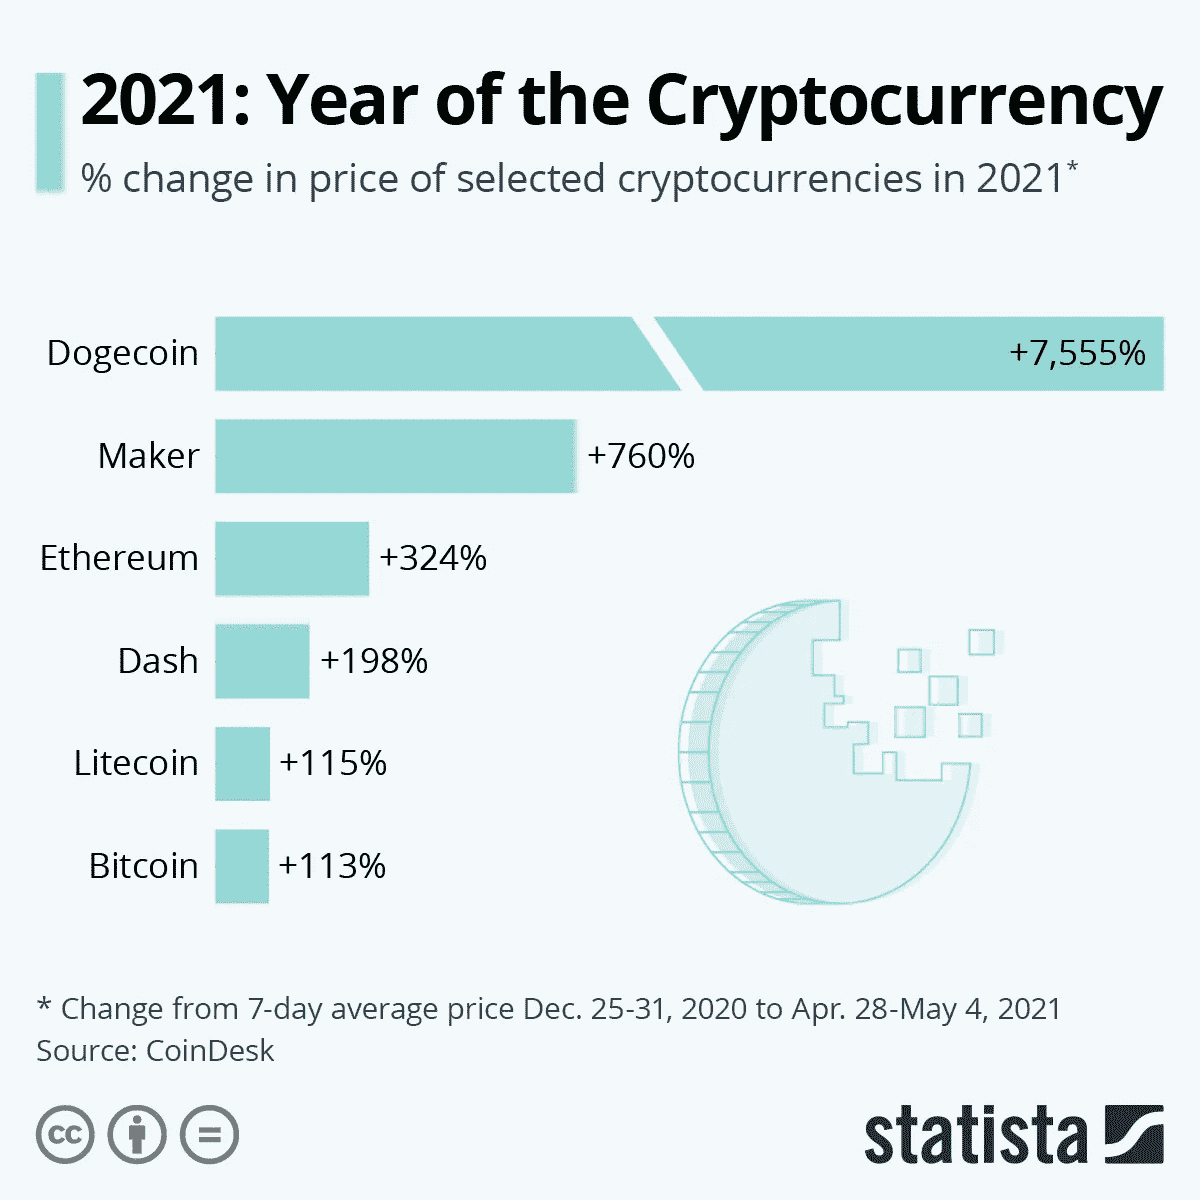 2021: Year of the Cryptocurrency
% change in price of selected cryptocurrencies in 2021*
Dogecoin +7,555%
Maker +760%
Ethereum +324%
Dash +198%
Litecoin +115%
Bitcoin +113%
* Change from 7-day average price Dec. 25-31, 2020 to Apr. 28-May 4, 2021
Source: CoinDesk
cc = statista